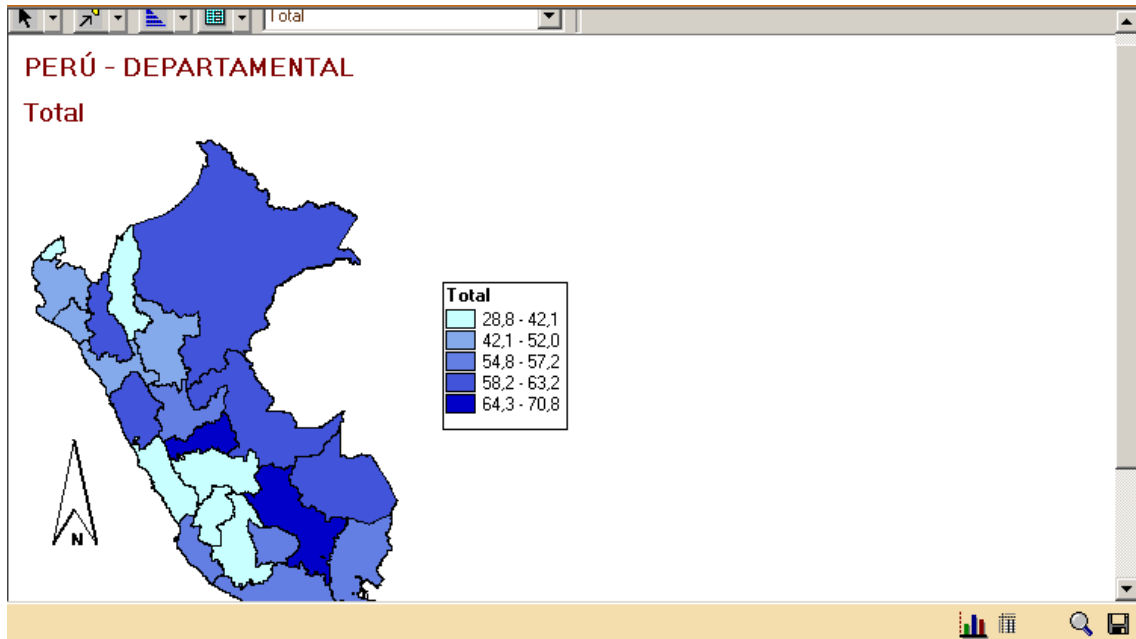 Total
PERÚ - DEPARTAMENTAL
Total
Total
28,8 - 42,1
42,1 - 52,0
54,8 - 57,2
58,2 - 63,2
64,3 - 70,8
N